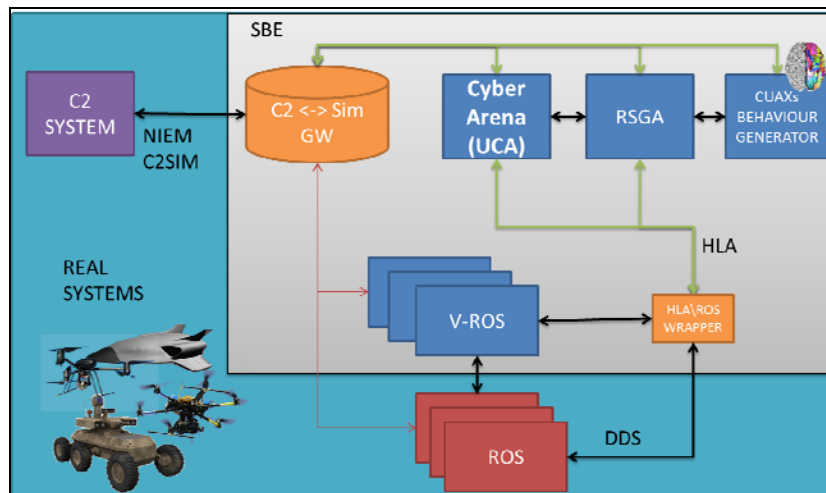 SBE
C2
SYSTEM
NIEM
C2SIM
C2 <-> Sim
GW
Cyber
Arena
(UCA)
RSGA
CUAXs
BEHAVIOUR
GENERATOR
HLA
REAL
SYSTEMS
V-ROS
HLA\ROS
WRAPPER
DDS
ROS